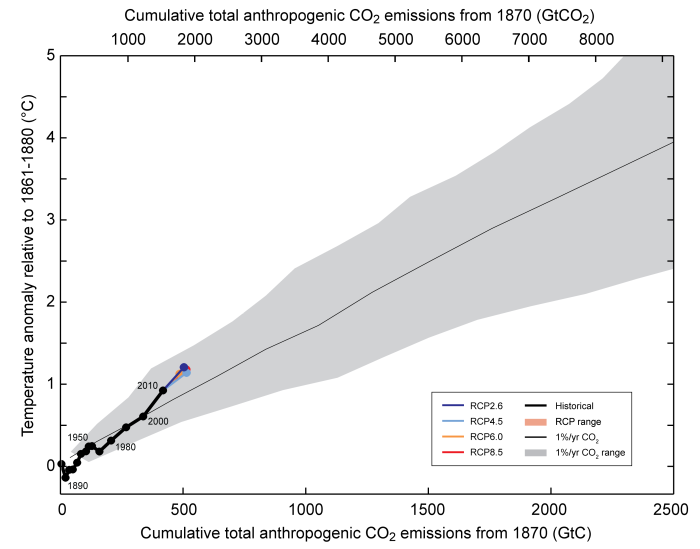 Cumulative total anthropogenic CO₂ emissions from 1870 (GtCO₂)
1000 2000 3000 4000 5000 6000 7000 8000
Temperature anomaly relative to 1861-1880 (°C)
5
4
3
2
1
0
2010
2000
1950
1980
1890
RCP2.6 Historical
RCP4.5 RCP range
RCP6.0 1%/yr CO₂
RCP8.5 1%/yr CO₂ range
0 500 1000 1500 2000 2500
Cumulative total anthropogenic CO₂ emissions from 1870 (GtC)